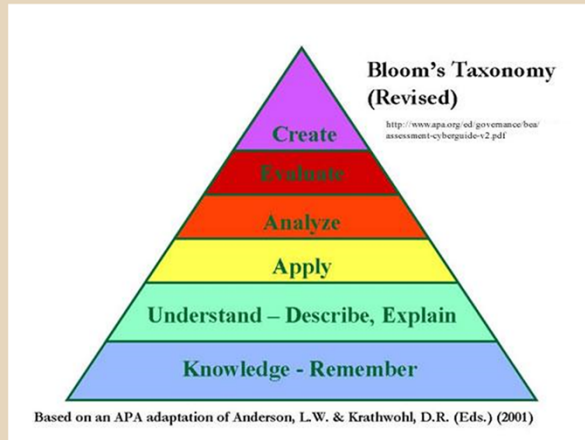 Bloom's Taxonomy
(Revised)
http://www.apa.org/ed/governance/bea/
assessment-cyberguide-v2.pdf
Create
Evaluate
Analyze
Apply
Understand – Describe, Explain
Knowledge - Remember
Based on an APA adaptation of Anderson, L.W. & Krathwohl, D.R. (Eds.) (2001)